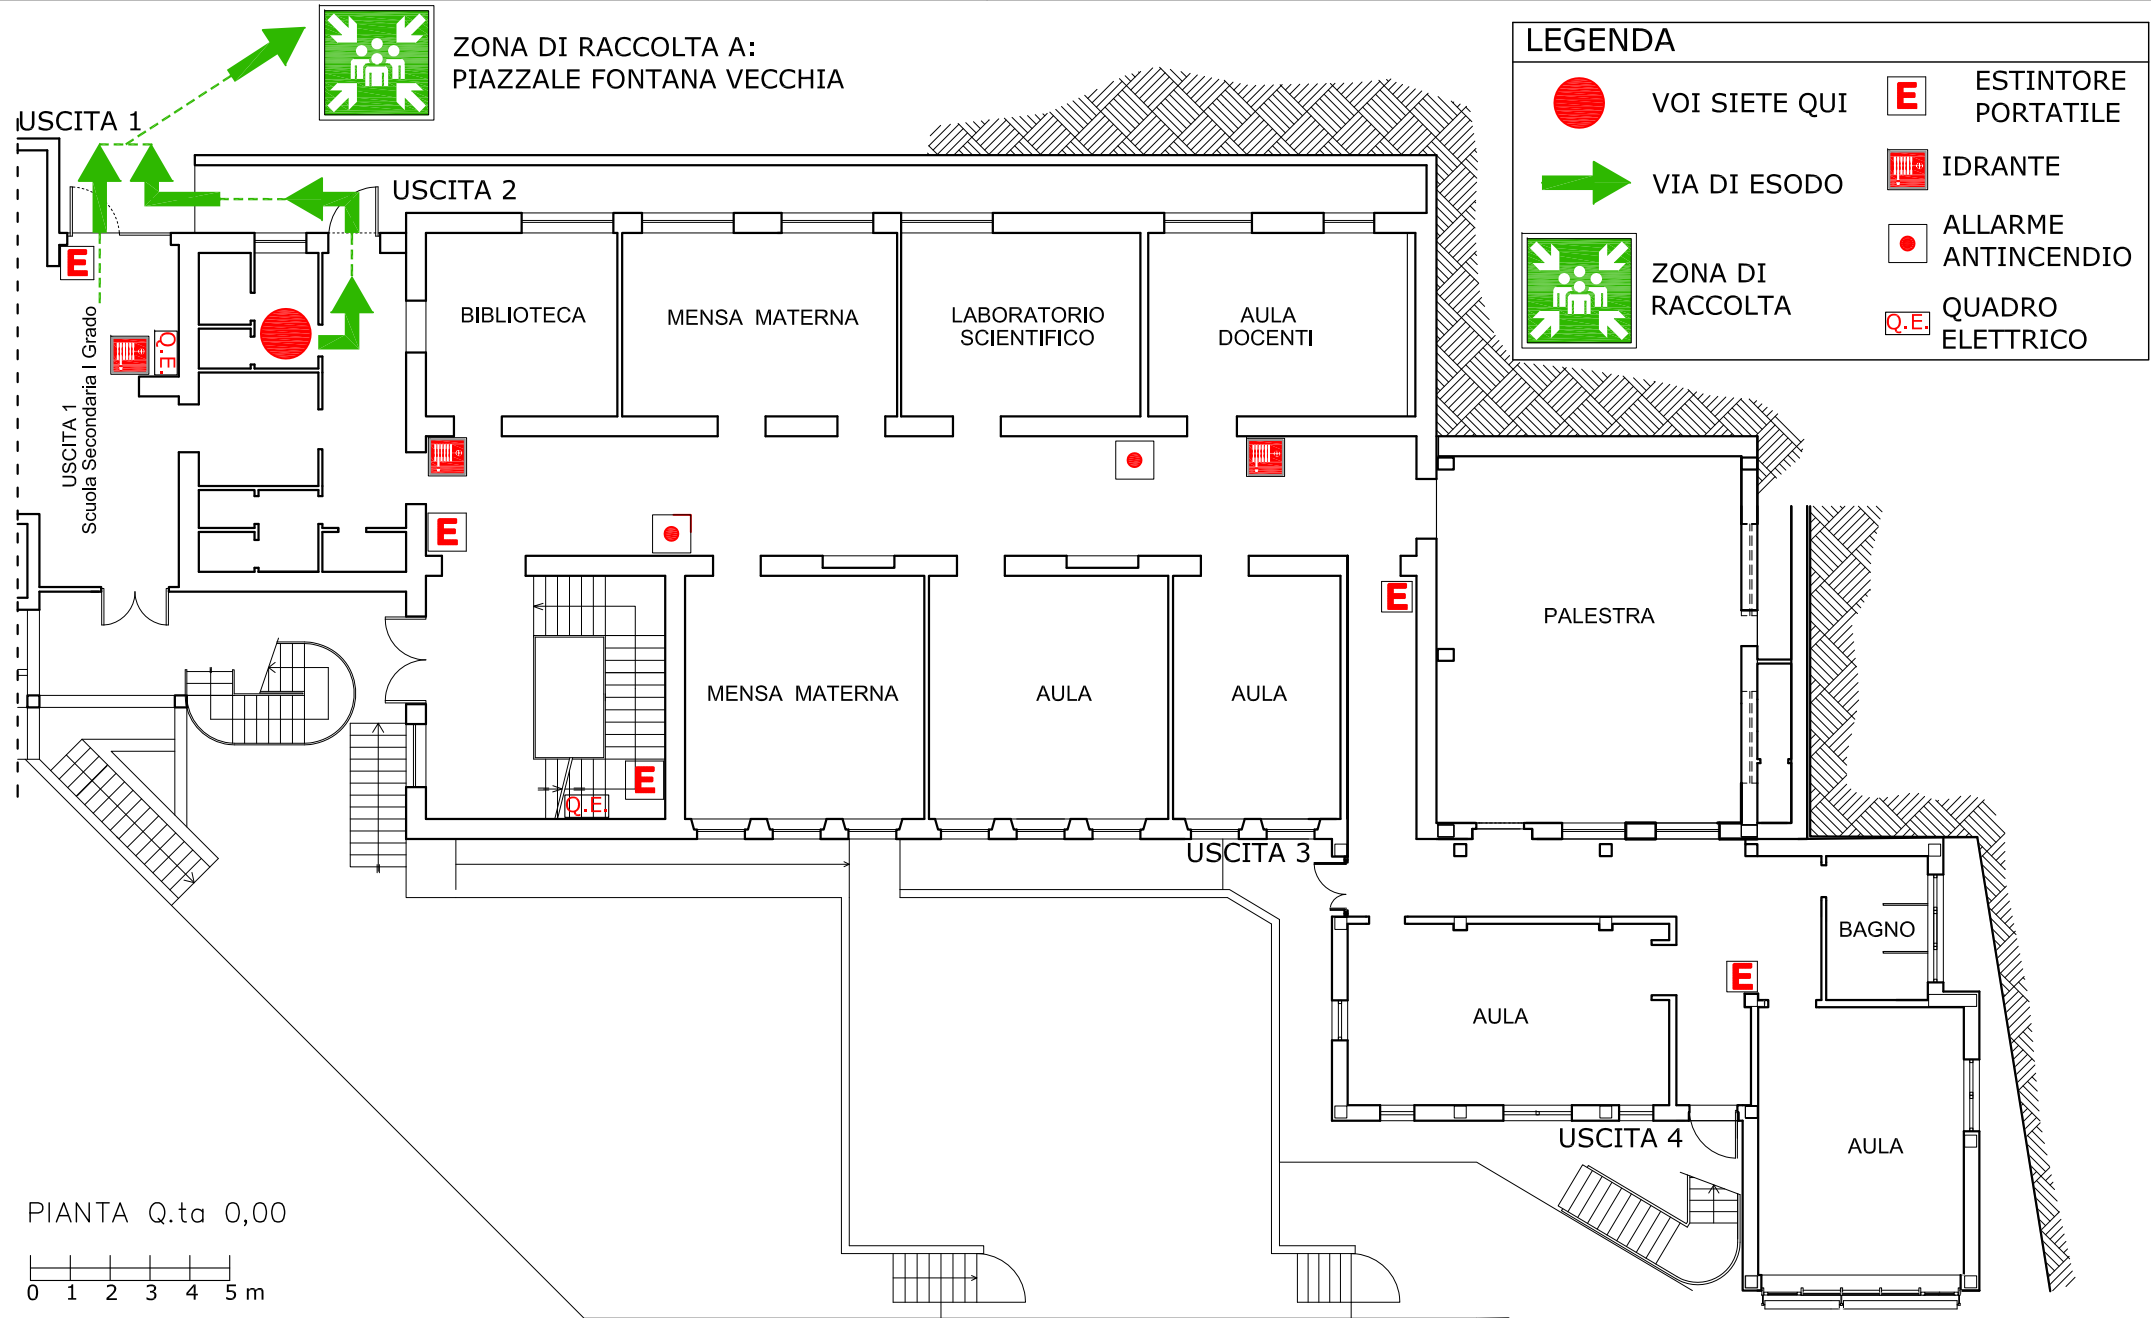 ZONA DI RACCOLTA A:
PIAZZALE FONTANA VECCHIA
LEGENDA
VOI SIETE QUI
E
ESTINTORE
PORTATILE
VIA DI ESODO
IDRANTE
ALLARME
ANTINCENDIO
ZONA DI
RACCOLTA
Q.E.
QUADRO
ELETTRICO
USCITA 1
USCITA 2
E
Q.E.
USCITA 1
Scuola Secondaria I Grado
BIBLIOTECA
MENSA MATERNA
LABORATORIO
SCIENTIFICO
AULA
DOCENTI
E
E
PALESTRA
MENSA MATERNA
AULA
AULA
E
Q.E.
USCITA 3
BAGNO
E
AULA
USCITA 4
AULA
PIANTA Q.ta 0,00
0 1 2 3 4 5 m